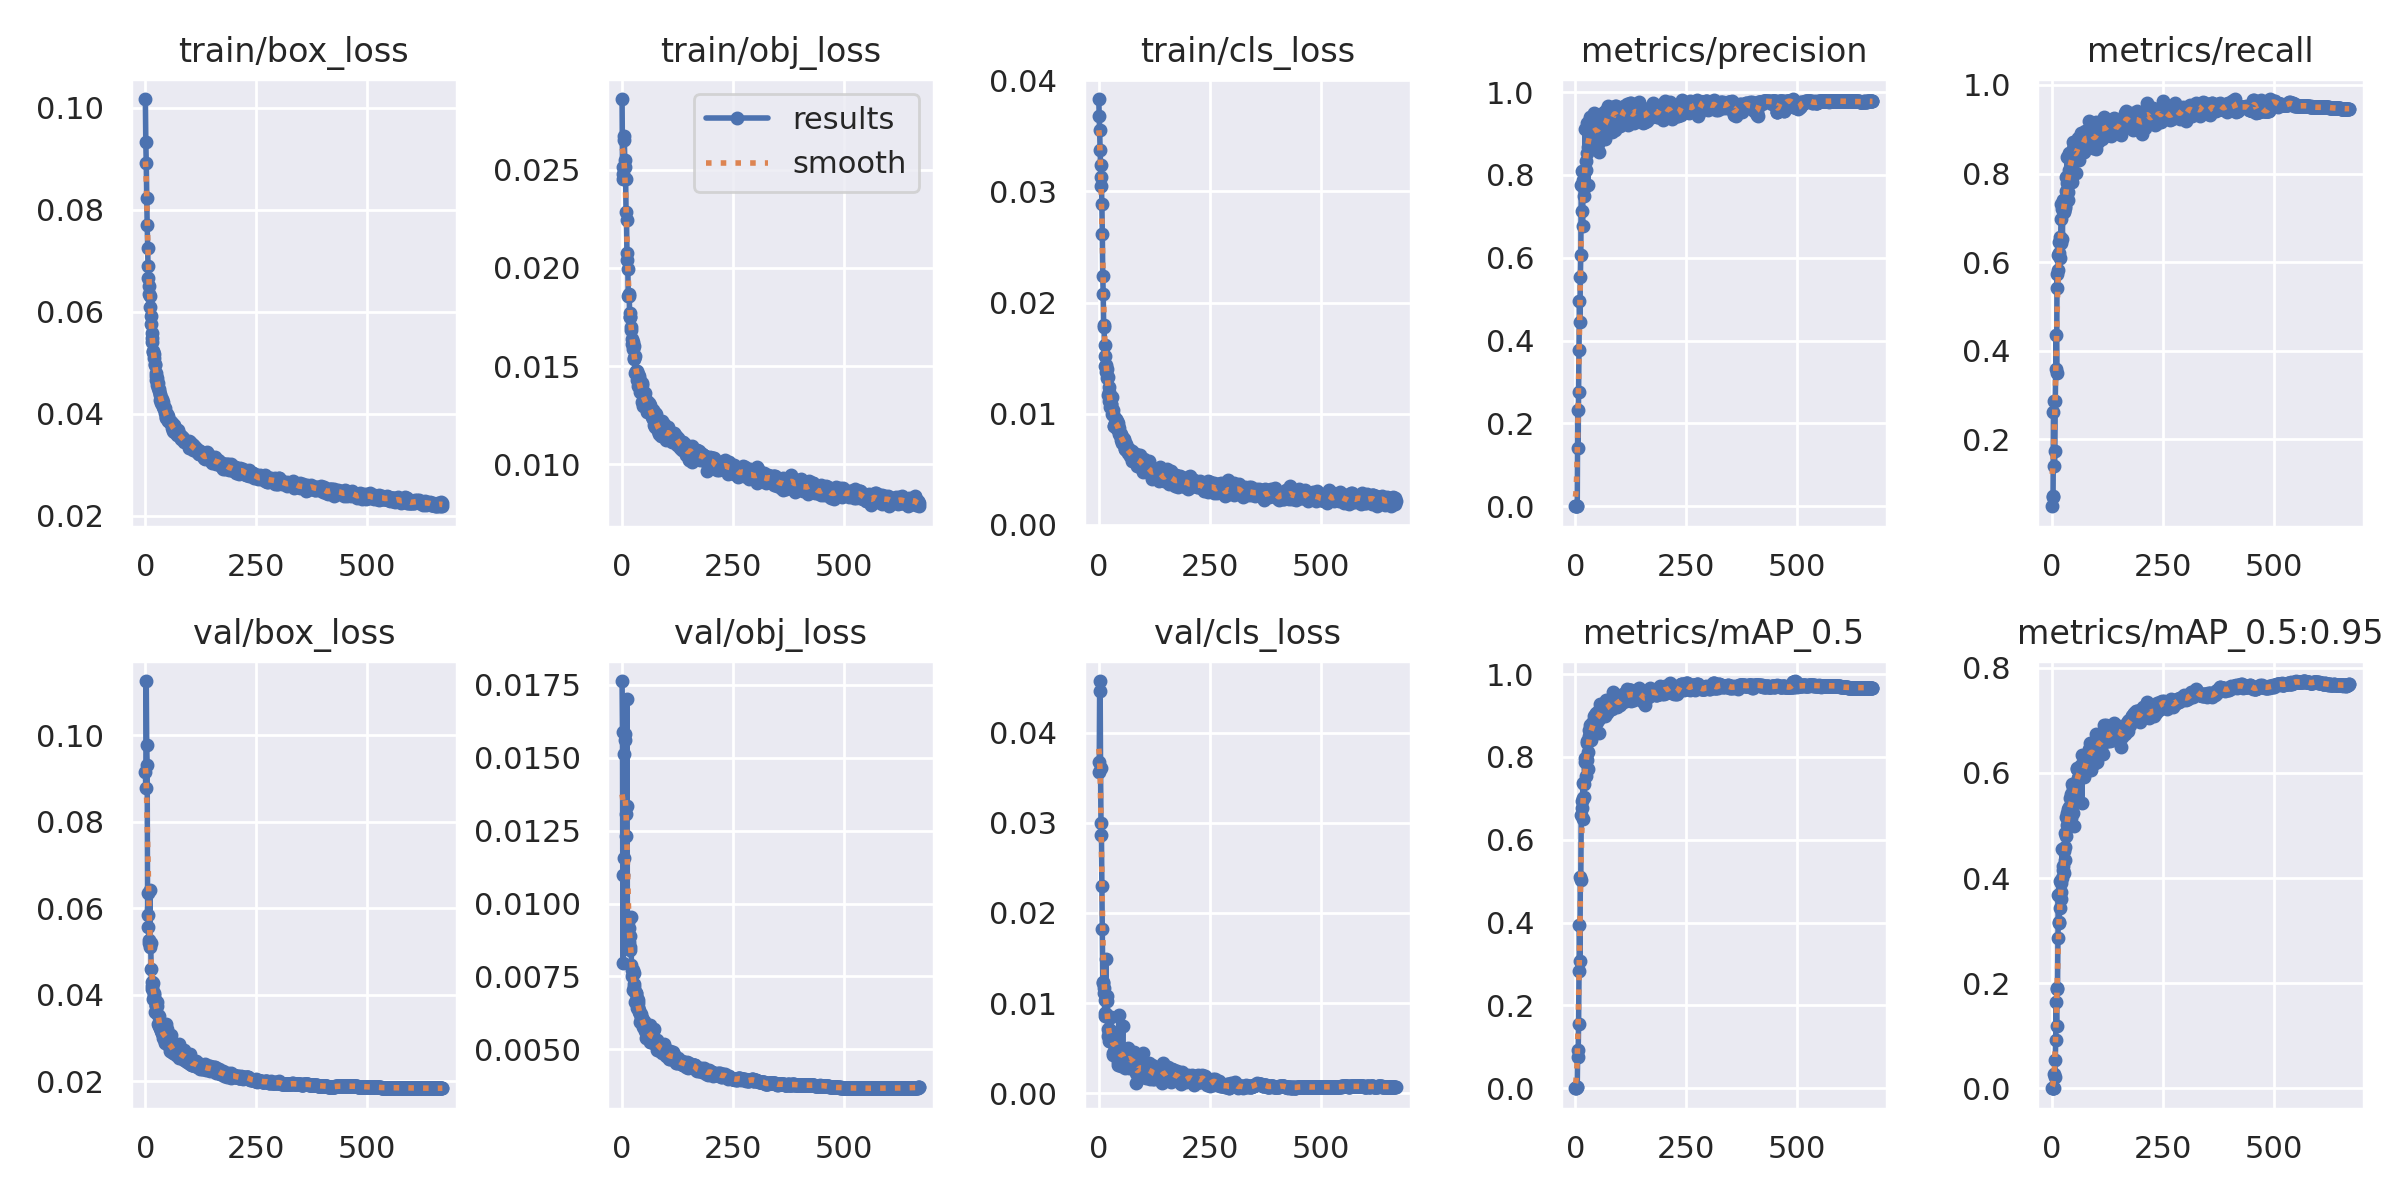 train/box_loss
train/obj_loss
train/cls_loss
metrics/precision
metrics/recall
0.10
0.08
0.06
0.04
0.02
0 250 500
results
smooth
0.025
0.020
0.015
0.010
0 250 500
0.04
0.03
0.02
0.01
0.00
0 250 500
1.0
0.8
0.6
0.4
0.2
0.0
0 250 500
1.0
0.8
0.6
0.4
0.2
0 250 500
val/box_loss
val/obj_loss
val/cls_loss
metrics/mAP_0.5
metrics/mAP_0.5:0.95
0.10
0.08
0.06
0.04
0.02
0 250 500
0.0175
0.0150
0.0125
0.0100
0.0075
0.0050
0 250 500
0.04
0.03
0.02
0.01
0.00
0 250 500
1.0
0.8
0.6
0.4
0.2
0.0
0 250 500
0.8
0.6
0.4
0.2
0.0
0 250 500